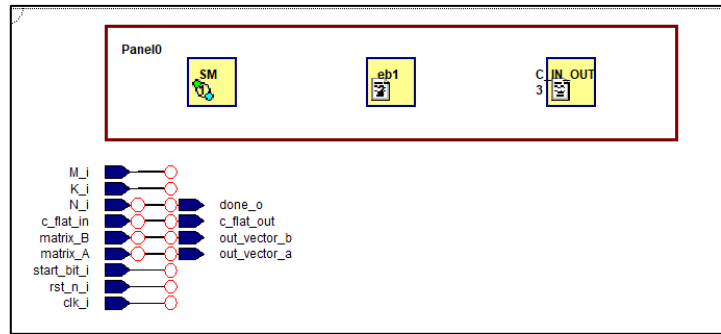 Panel0
SM
eb1
C_IN_OUT
3
M_i
K_i
N_i done_o
c_flat_in c_flat_out
matrix_B out_vector_b
matrix_A out_vector_a
start_bit_i
rst_n_i
clk_i